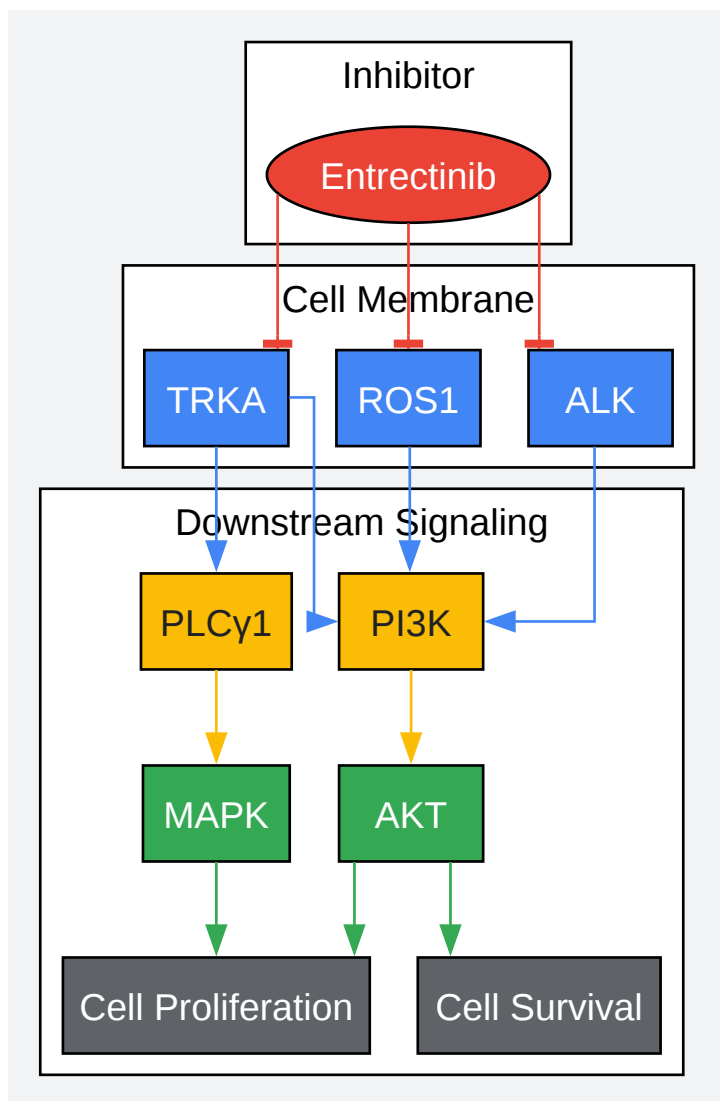 Inhibitor
Entrectinib
Cell Membrane
TRKA
ROS1
ALK
Downstream Signaling
PLCγ1
PI3K
MAPK
AKT
Cell Proliferation
Cell Survival